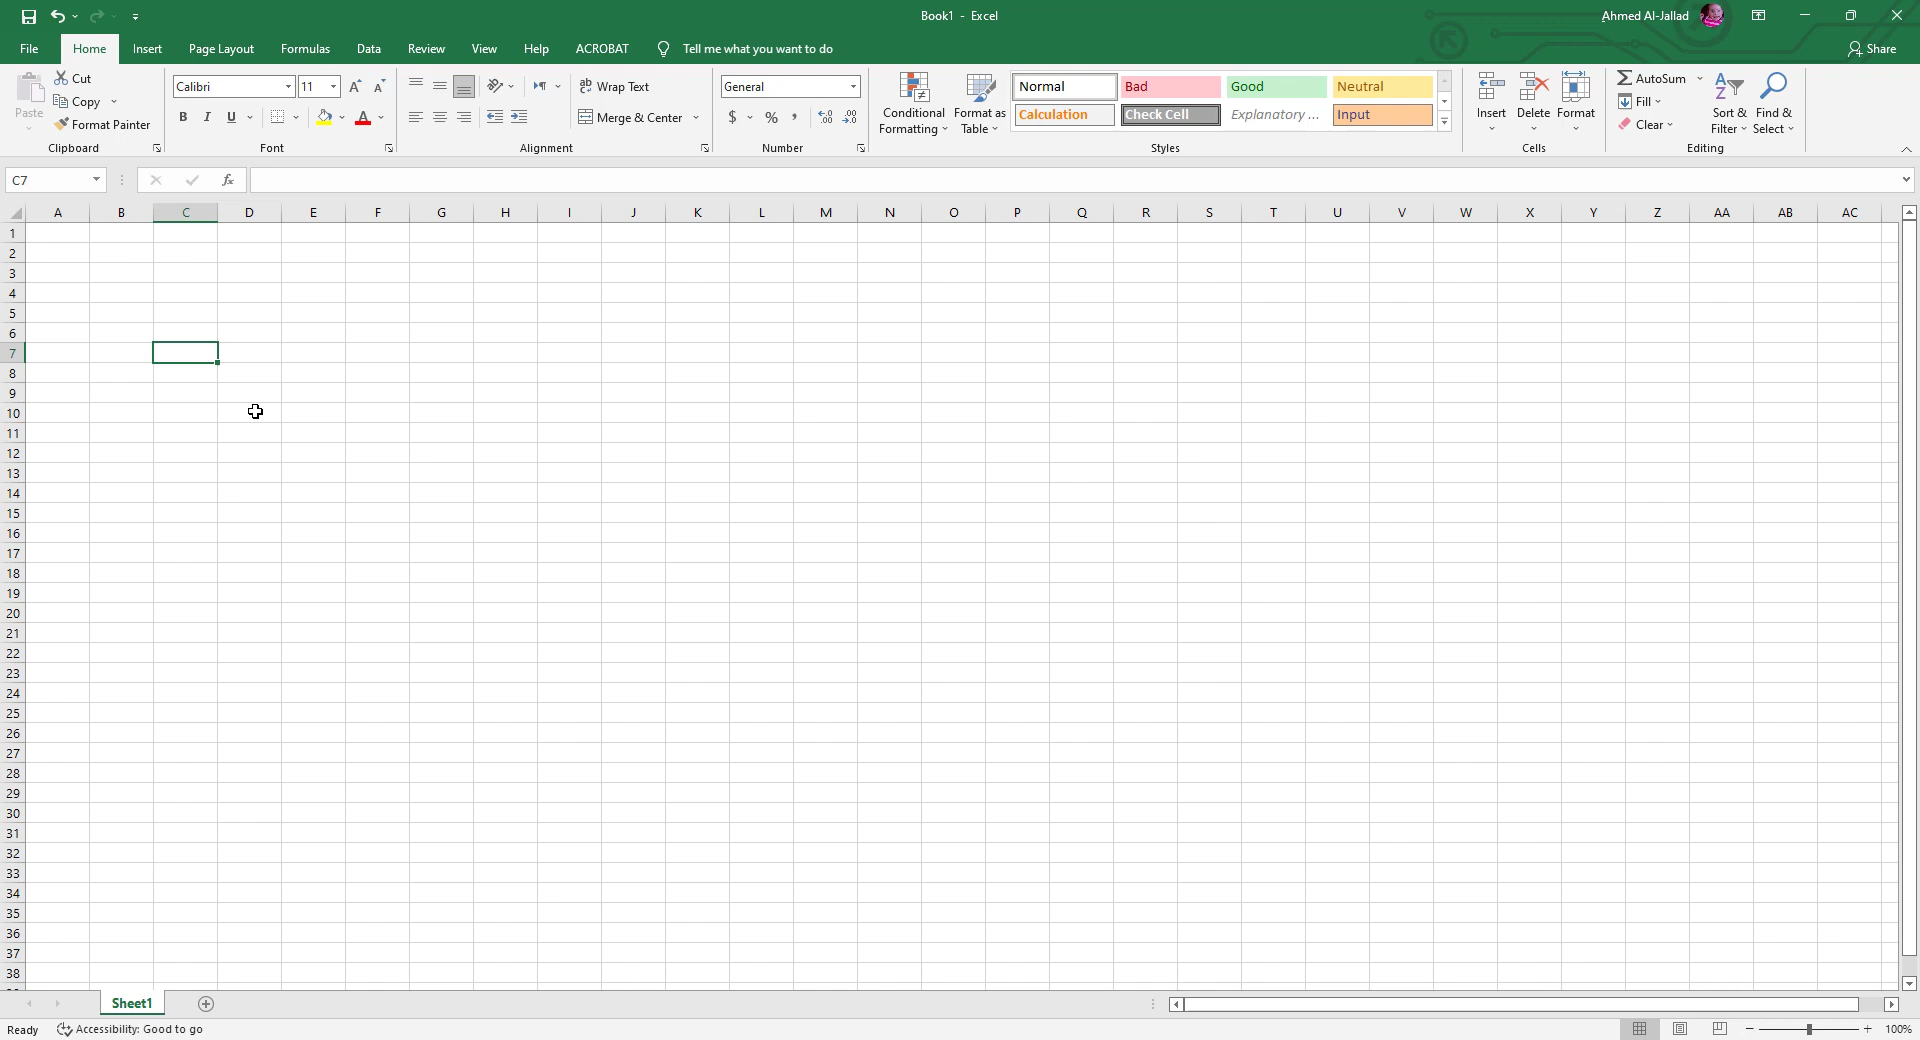 Book1 - Excel
Ahmed Al-Jallad
File Home Insert Page Layout Formulas Data Review View Help ACROBAT Tell me what you want to do Share
Paste
Cut
Copy
Format Painter
Clipboard
Calibri 11
B I U
Font
Wrap Text
Merge & Center
Alignment
General
$ % ,
Number
Conditional Formatting
Format as Table
Normal Bad Good Neutral
Calculation Check Cell Explanatory ... Input
Styles
Insert Delete Format
Cells
AutoSum
Fill
Clear
Sort & Filter
Find & Select
Editing
C7 fx
A B C D E F G H I J K L M N O P Q R S T U V W X Y Z AA AB AC
1
2
3
4
5
6
7
8
9
10
11
12
13
14
15
16
17
18
19
20
21
22
23
24
25
26
27
28
29
30
31
32
33
34
35
36
37
38
Sheet1
Ready Accessibility: Good to go 100%